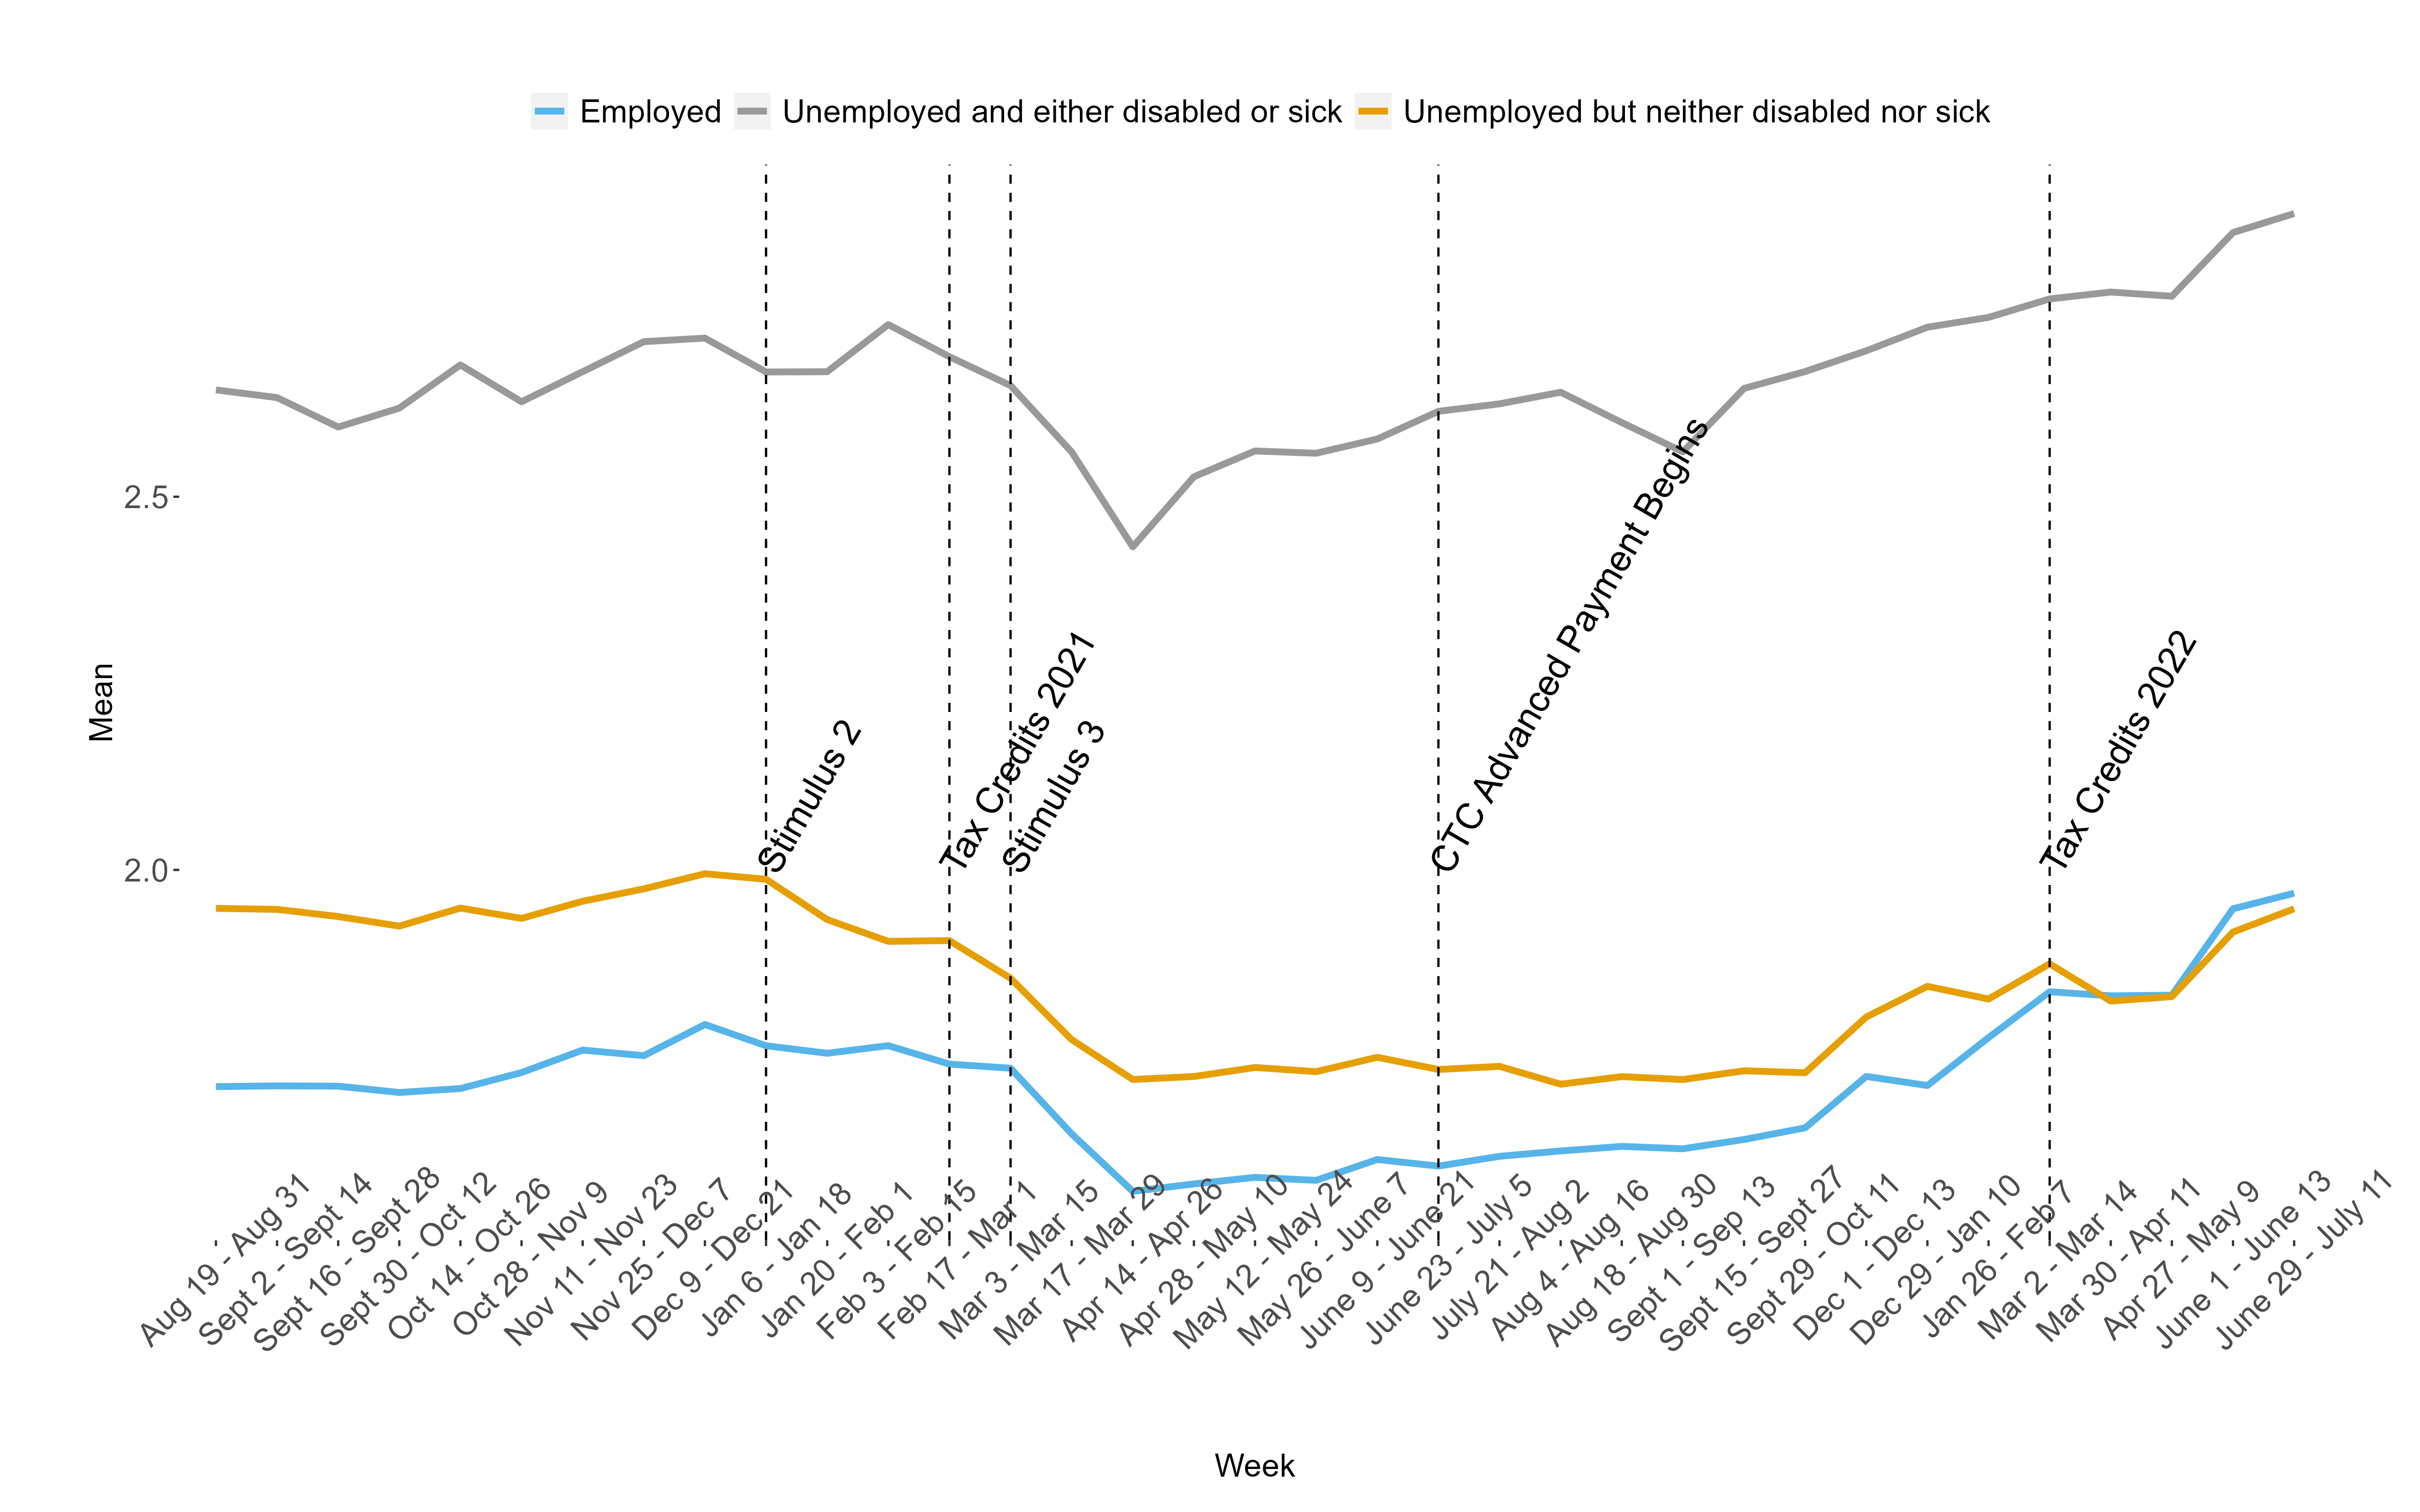 Employed
Unemployed and either disabled or sick
Unemployed but neither disabled nor sick
Mean
2.5
2.0
Stimulus 2
Tax Credits 2021
Stimulus 3
CTC Advanced Payment Begins
Tax Credits 2022
Aug 19 - Aug 31
Sept 2 - Sept 14
Sept 16 - Sept 28
Sept 30 - Oct 12
Oct 14 - Oct 26
Oct 28 - Nov 9
Nov 11 - Nov 23
Nov 25 - Dec 7
Dec 9 - Dec 21
Jan 6 - Jan 18
Jan 20 - Feb 1
Feb 3 - Feb 15
Feb 17 - Mar 1
Mar 3 - Mar 15
Mar 17 - Mar 29
Apr 14 - Apr 26
Apr 28 - May 10
May 12 - May 24
May 26 - June 7
June 9 - June 21
June 23 - July 5
July 21 - Aug 2
Aug 4 - Aug 16
Aug 18 - Aug 30
Sept 1 - Sep 13
Sept 15 - Sept 27
Sept 29 - Oct 11
Dec 1 - Dec 13
Dec 29 - Jan 10
Jan 26 - Feb 7
Mar 2 - Mar 14
Mar 30 - Apr 11
Apr 27 - May 9
June 1 - June 13
June 29 - July 11
Week